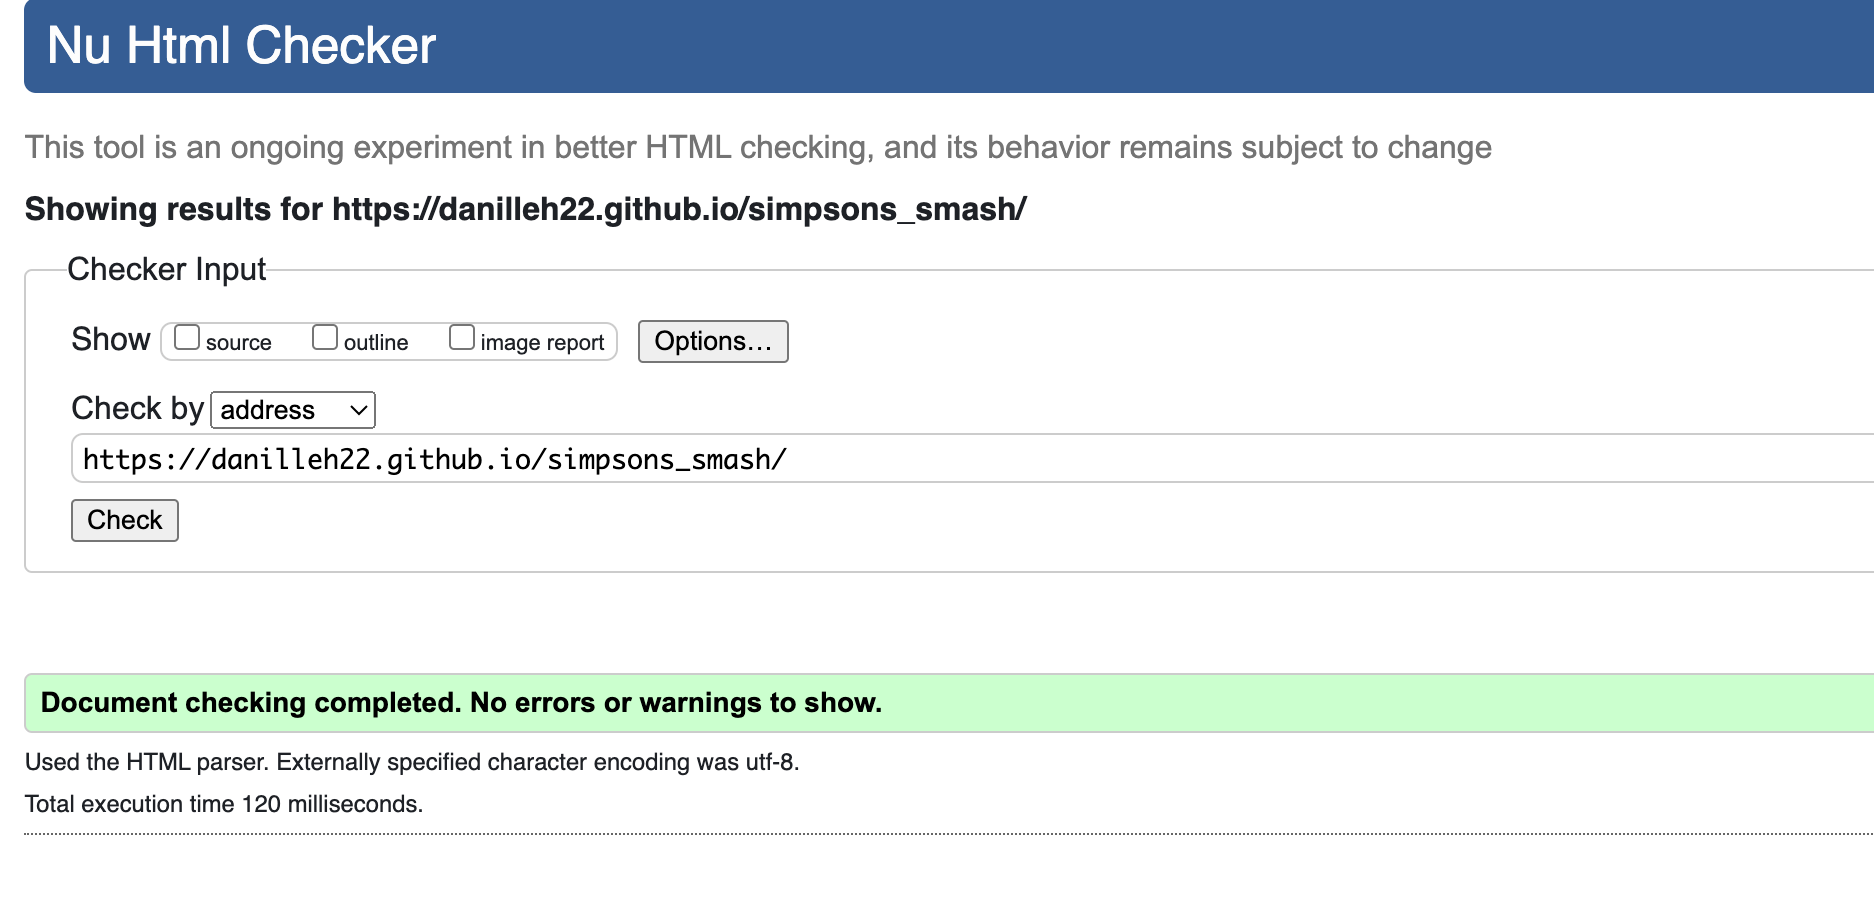 Nu Html Checker
This tool is an ongoing experiment in better HTML checking, and its behavior remains subject to change
Showing results for https://danilleh22.github.io/simpsons_smash/
Checker Input
Show source outline image report Options...
Check by address
https://danilleh22.github.io/simpsons_smash/
Check
Document checking completed. No errors or warnings to show.
Used the HTML parser. Externally specified character encoding was utf-8.
Total execution time 120 milliseconds.